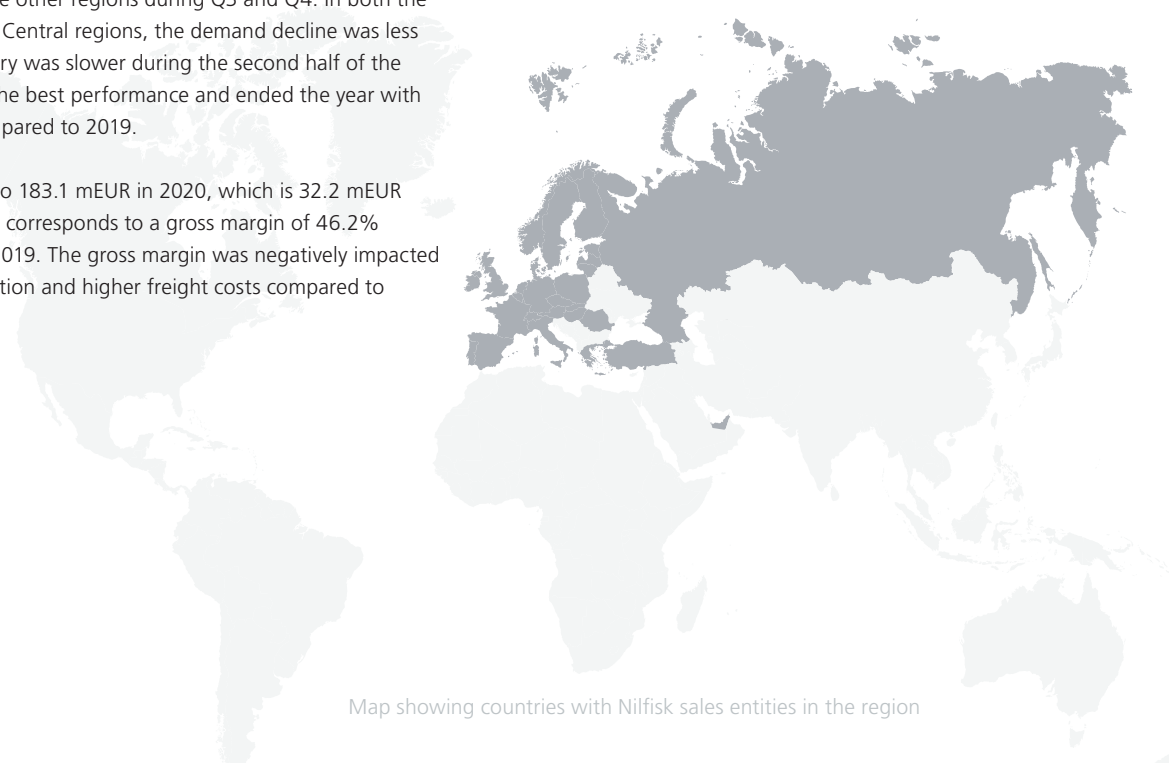 other regions during Q3 and Q4. In both the
Central regions, the demand decline was less
ry was slower during the second half of the
he best performance and ended the year with
pared to 2019.
o 183.1 mEUR in 2020, which is 32.2 mEUR
corresponds to a gross margin of 46.2%
019. The gross margin was negatively impacted
tion and higher freight costs compared to
Map showing countries with Nilfisk sales entities in the region